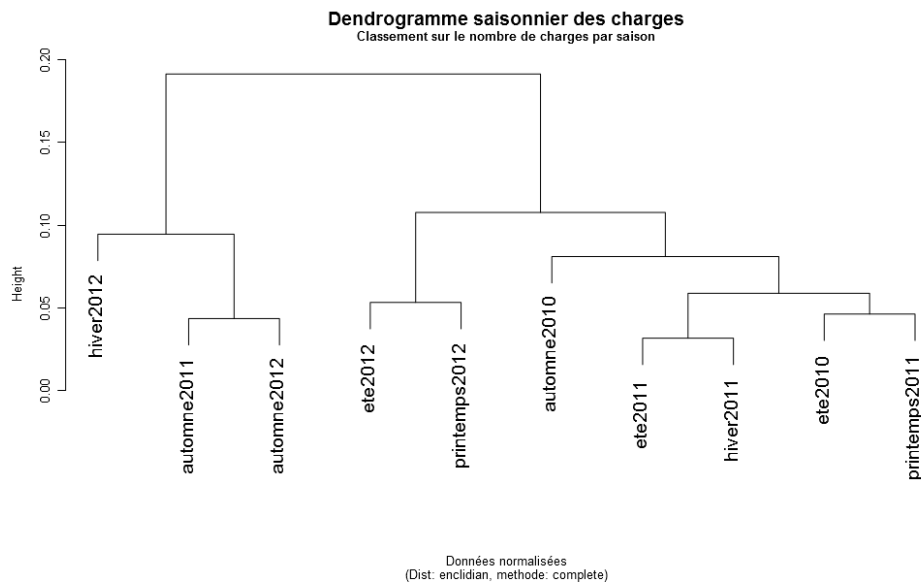 Dendrogramme saisonnier des charges
Classement sur le nombre de charges par saison
Height
0.20
0.15
0.10
0.05
0.00
hiver2012
automne2011
automne2012
ete2012
printemps2012
automne2010
ete2011
hiver2011
ete2010
printemps2011
Données normalisées
(Dist: enclidian, methode: complete)